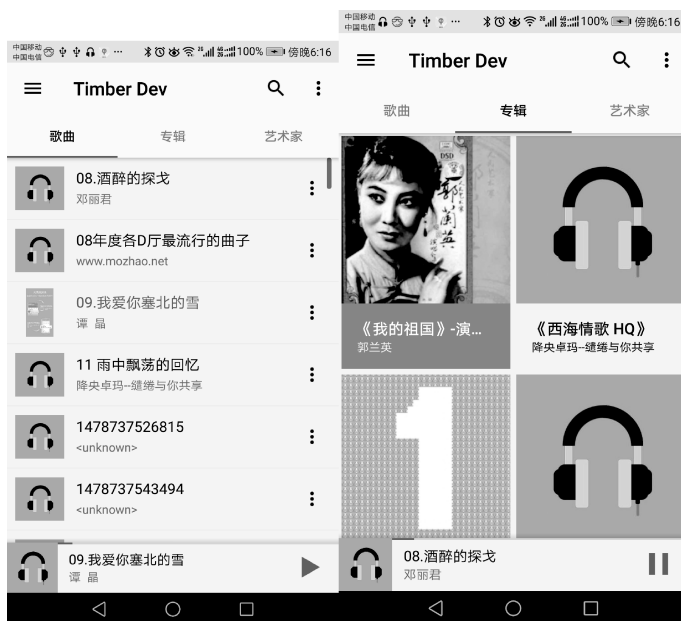 中国移动
中国电信
100%
傍晚6:16
Timber Dev
歌曲
专辑
艺术家
08.酒醉的探戈
邓丽君
08年度各D厅最流行的曲子
www.mozhao.net
09.我爱你塞北的雪
谭 晶
11 雨中飘荡的回忆
降央卓玛--缱绻与你共享
1478737526815
<unknown>
1478737543494
<unknown>
09.我爱你塞北的雪
谭 晶
中国移动
中国电信
100%
傍晚6:16
Timber Dev
歌曲
专辑
艺术家
DSD
郭蘭英
《我的祖国》-演...
郭兰英
《西海情歌 HQ》
降央卓玛--缱绻与你共享
1
08.酒醉的探戈
邓丽君